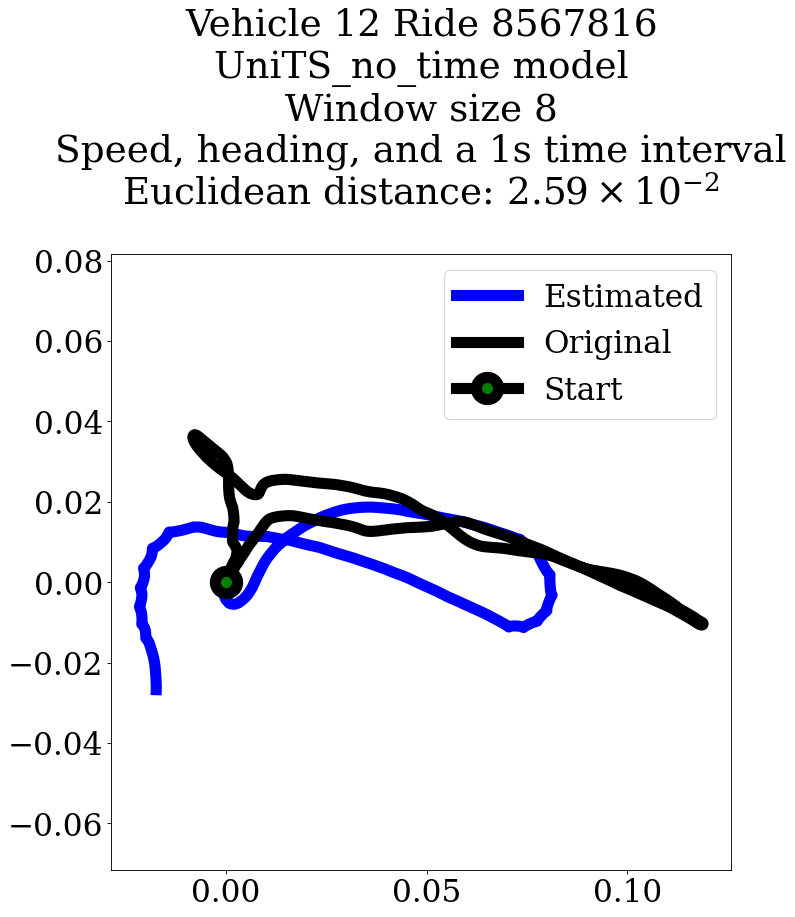 Vehicle 12 Ride 8567816
UniTS_no_time model
Window size 8
Speed, heading, and a 1s time interval
Euclidean distance: 2.59 × 10⁻²
0.08
0.06
0.04
0.02
0.00
−0.02
−0.04
−0.06
Estimated
Original
Start
0.00 0.05 0.10